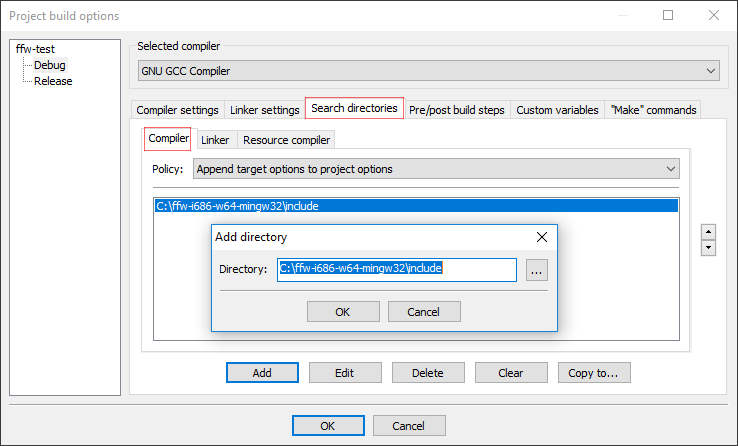 Project build options
ffw-test
Debug
Release
Selected compiler
GNU GCC Compiler
Compiler settings Linker settings Search directories Pre/post build steps Custom variables "Make" commands
Compiler Linker Resource compiler
Policy: Append target options to project options
C:\ffw-i686-w64-mingw32\include
Add directory
Directory: C:\ffw-i686-w64-mingw32\include ...
OK Cancel
Add Edit Delete Clear Copy to...
OK Cancel